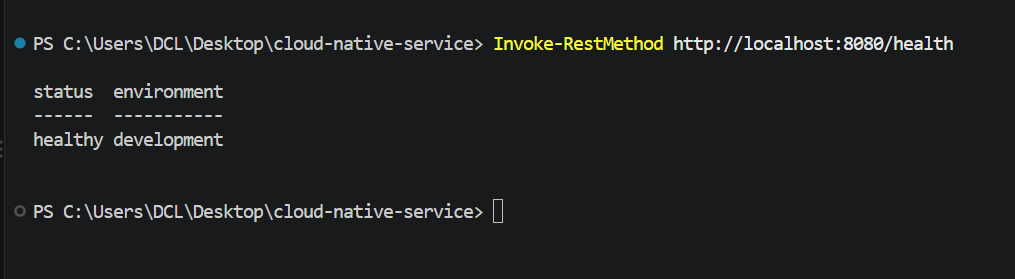 PS C:\Users\DCL\Desktop\cloud-native-service> Invoke-RestMethod http://localhost:8080/health
status  environment
------  -----------
healthy development
PS C:\Users\DCL\Desktop\cloud-native-service>